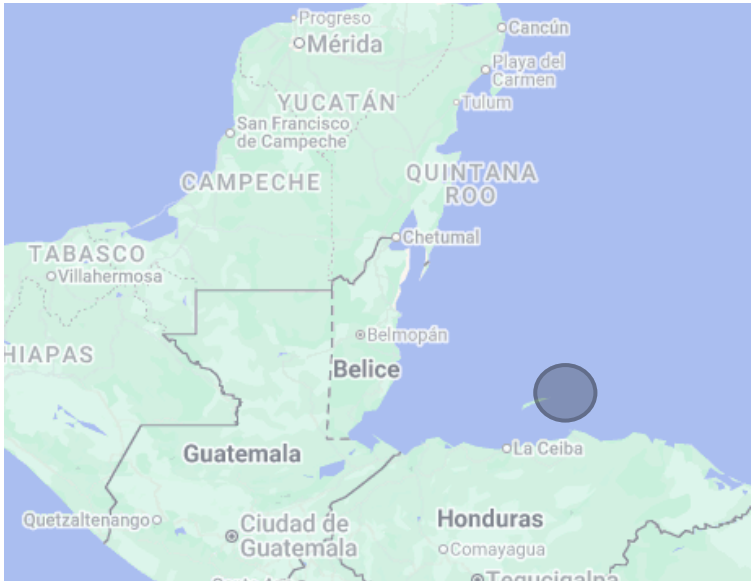 Progreso
Mérida
Cancún
Playa del
Carmen
YUCATÁN
Tulum
San Francisco
de Campeche
QUINTANA
ROO
CAMPECHE
Chetumal
TABASCO
Villahermosa
Belmopán
HIAPAS
Belice
Guatemala
La Ceiba
Quetzaltenango
Ciudad de
Guatemala
Honduras
Comayagua
Tegucigalpa